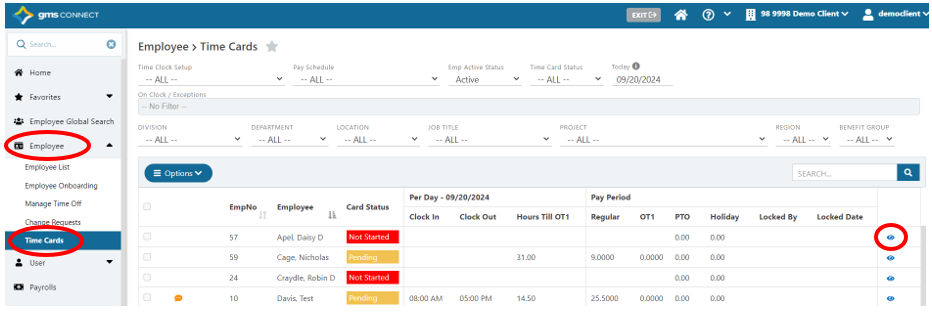 gms CONNECT
EXIT
98 9998 Demo Client
democlient
Search...
Home
Favorites
Employee Global Search
Employee
Employee List
Employee Onboarding
Manage Time Off
Change Requests
Time Cards
User
Payrolls
Employee > Time Cards
Time Clock Setup Pay Schedule Emp Active Status Time Card Status Today
-- ALL -- -- ALL -- Active -- ALL -- 09/20/2024
On Clock / Exceptions
-- No Filter --
DIVISION DEPARTMENT LOCATION JOB TITLE PROJECT REGION BENEFIT GROUP
-- ALL -- -- ALL -- -- ALL -- -- ALL -- -- ALL -- -- ALL -- -- ALL --
Options SEARCH...
Per Day - 09/20/2024 Pay Period
EmpNo Employee Card Status Clock In Clock Out Hours Till OT1 Regular OT1 PTO Holiday Locked By Locked Date
57 Apel, Daisy D Not Started 0.00 0.00
59 Cage, Nicholas Pending 31.00 9.0000 0.0000 0.00 0.00
24 Craydle, Robin D Not Started 0.00 0.00
10 Davis, Test Pending 08:00 AM 05:00 PM 14.50 25.5000 0.0000 0.00 0.00